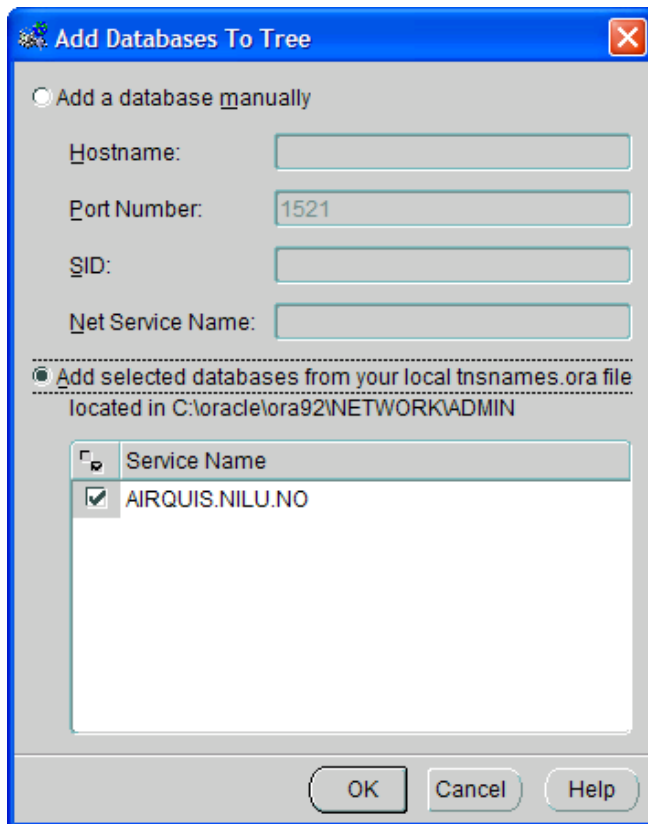 Add Databases To Tree
Add a database manually
Hostname:
Port Number: 1521
SID:
Net Service Name:
Add selected databases from your local tnsnames.ora file
located in C:\oracle\ora92\NETWORK\ADMIN
Service Name
AIRQUIS.NILU.NO
OK Cancel Help